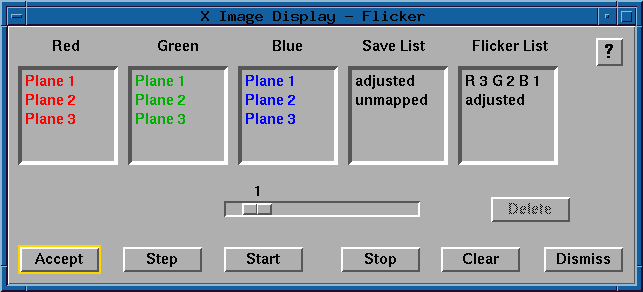 X Image Display - Flicker
Red Green Blue Save List Flicker List
?
Plane 1 Plane 1 Plane 1 adjusted R 3 G 2 B 1
Plane 2 Plane 2 Plane 2 unmapped adjusted
Plane 3 Plane 3 Plane 3
1
Delete
Accept Step Start Stop Clear Dismiss